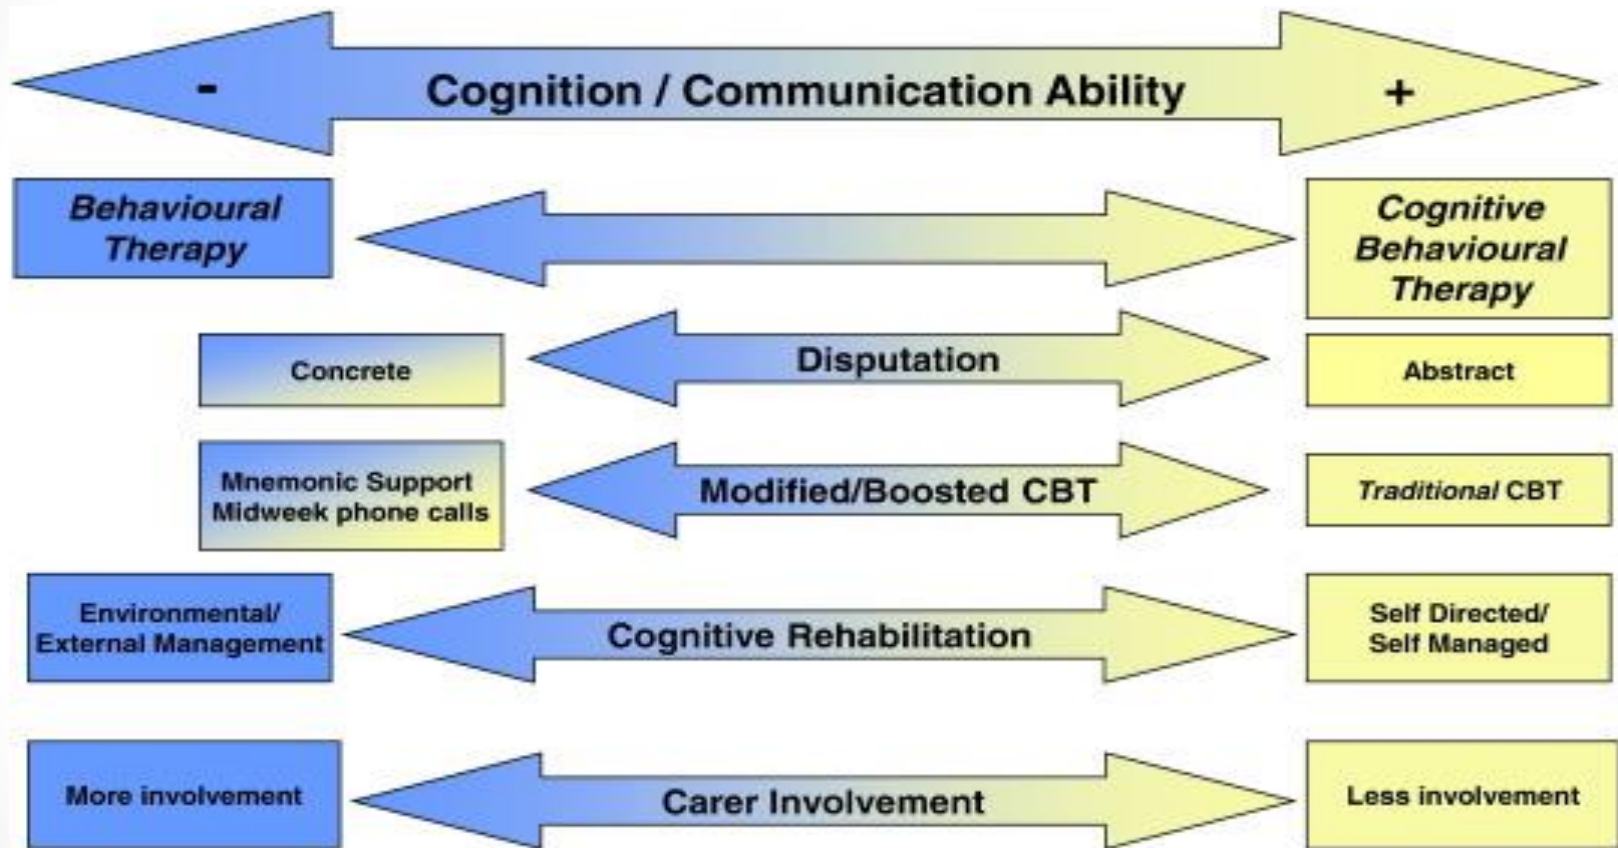 - Cognition / Communication Ability +
Behavioural
Therapy
Cognitive
Behavioural
Therapy
Concrete
Disputation
Abstract
Mnemonic Support
Midweek phone calls
Modified/Boosted CBT
Traditional CBT
Environmental/
External Management
Cognitive Rehabilitation
Self Directed/
Self Managed
More involvement
Carer Involvement
Less involvement